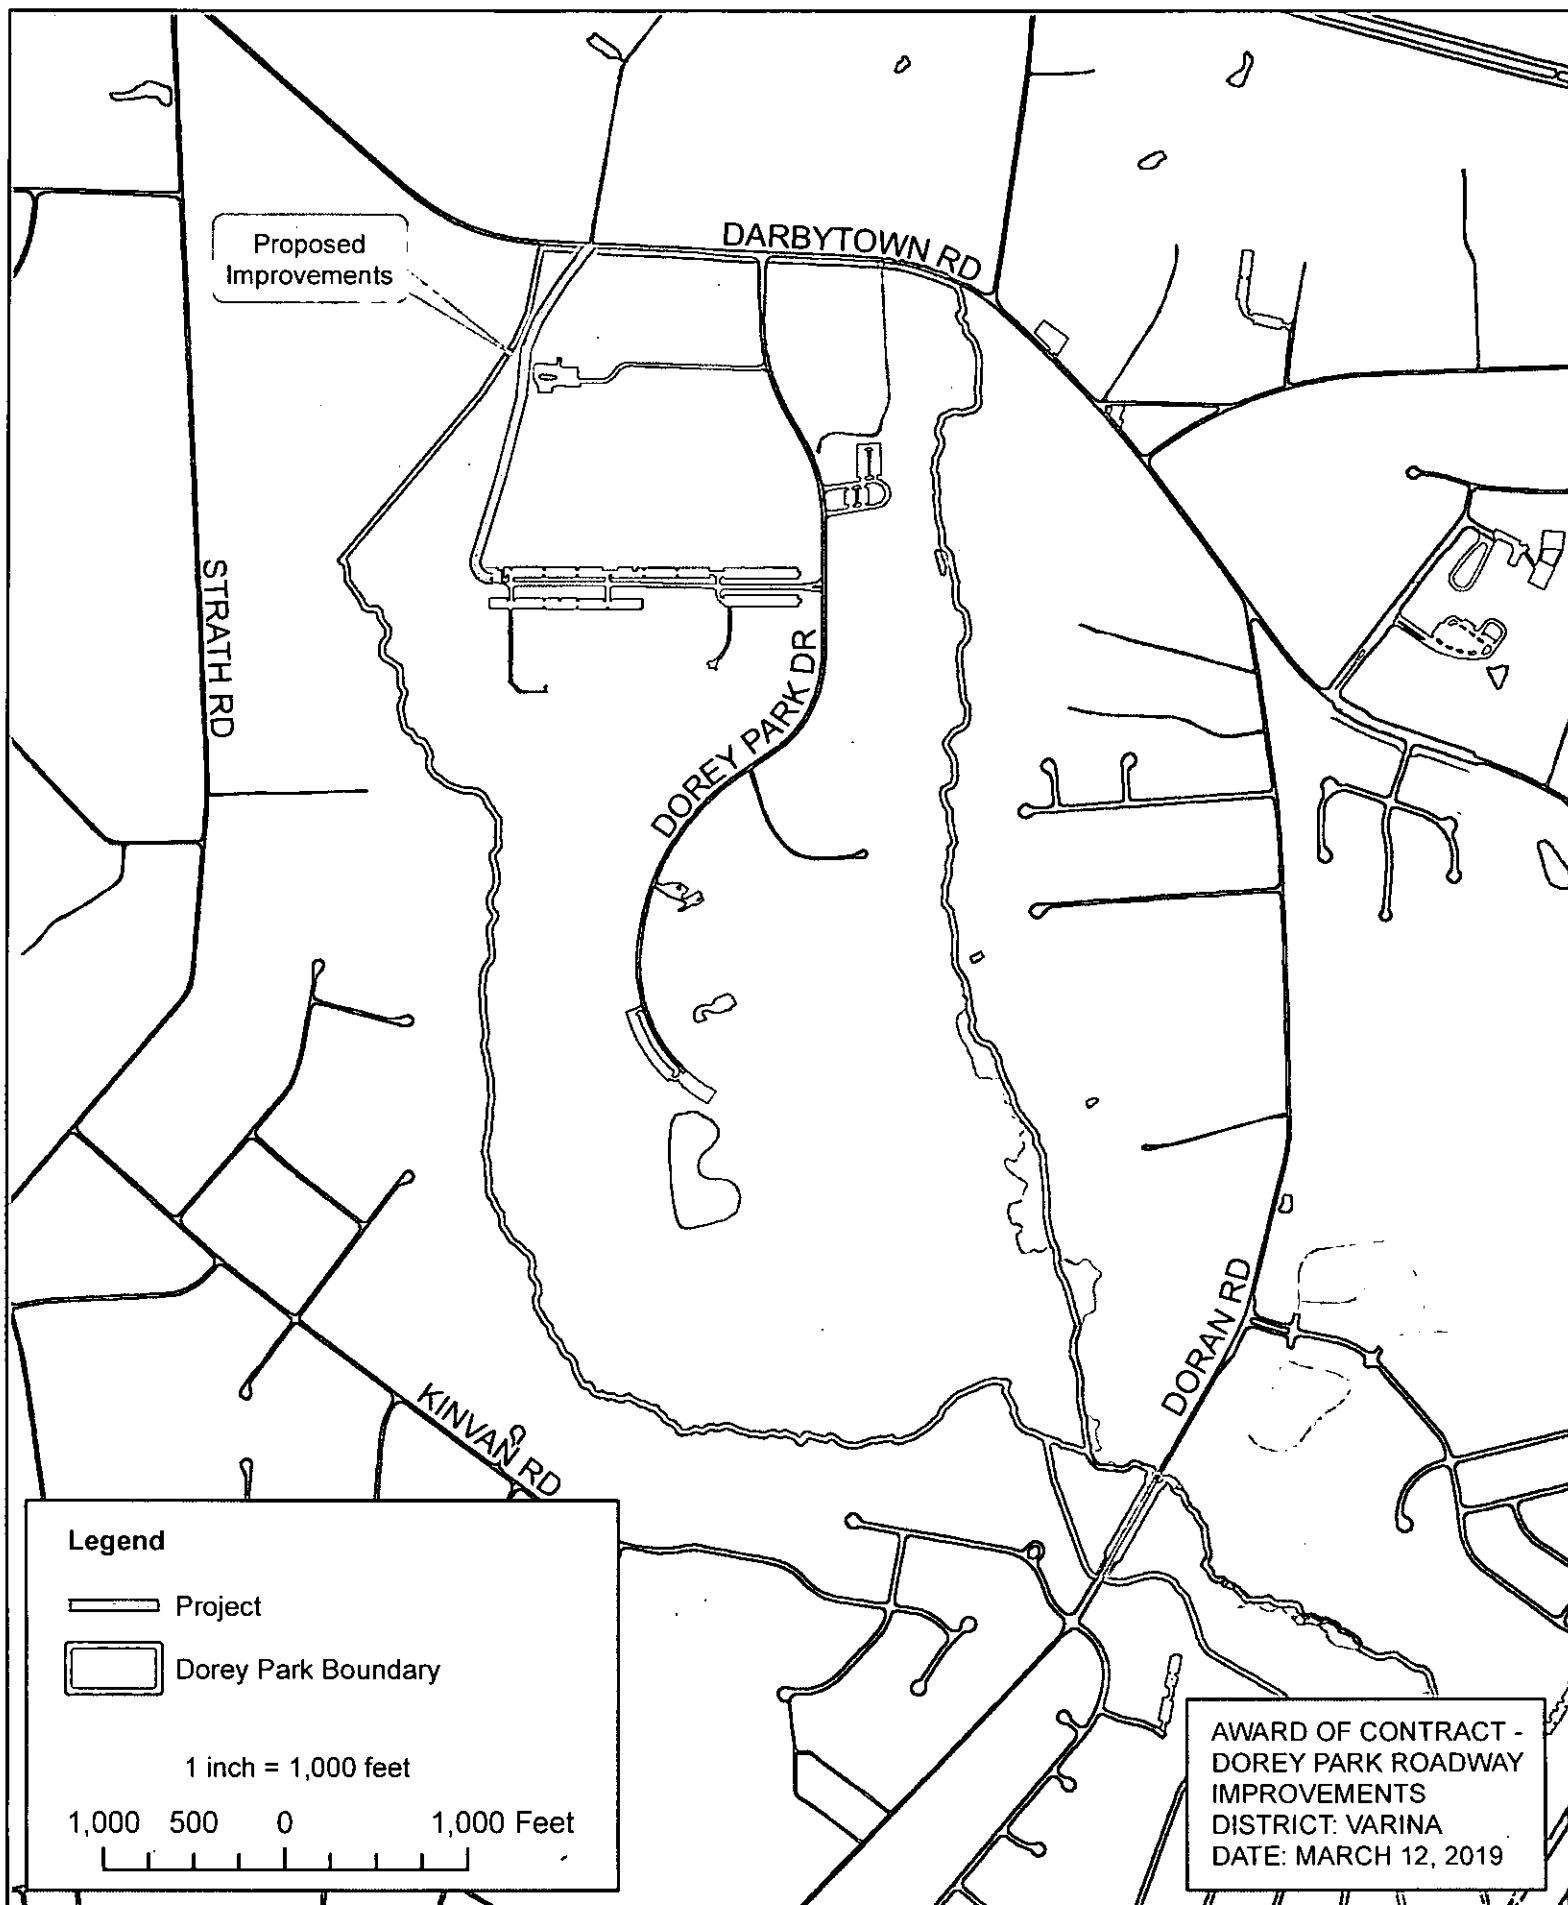 Proposed
Improvements
DARBYTOWN RD
STRATH RD
DOREY PARK DR
DORAN RD
KINVAN RD
Legend
Project
Dorey Park Boundary
1 inch = 1,000 feet
1,000 500 0 1,000 Feet
AWARD OF CONTRACT -
DOREY PARK ROADWAY
IMPROVEMENTS
DISTRICT: VARINA
DATE: MARCH 12, 2019